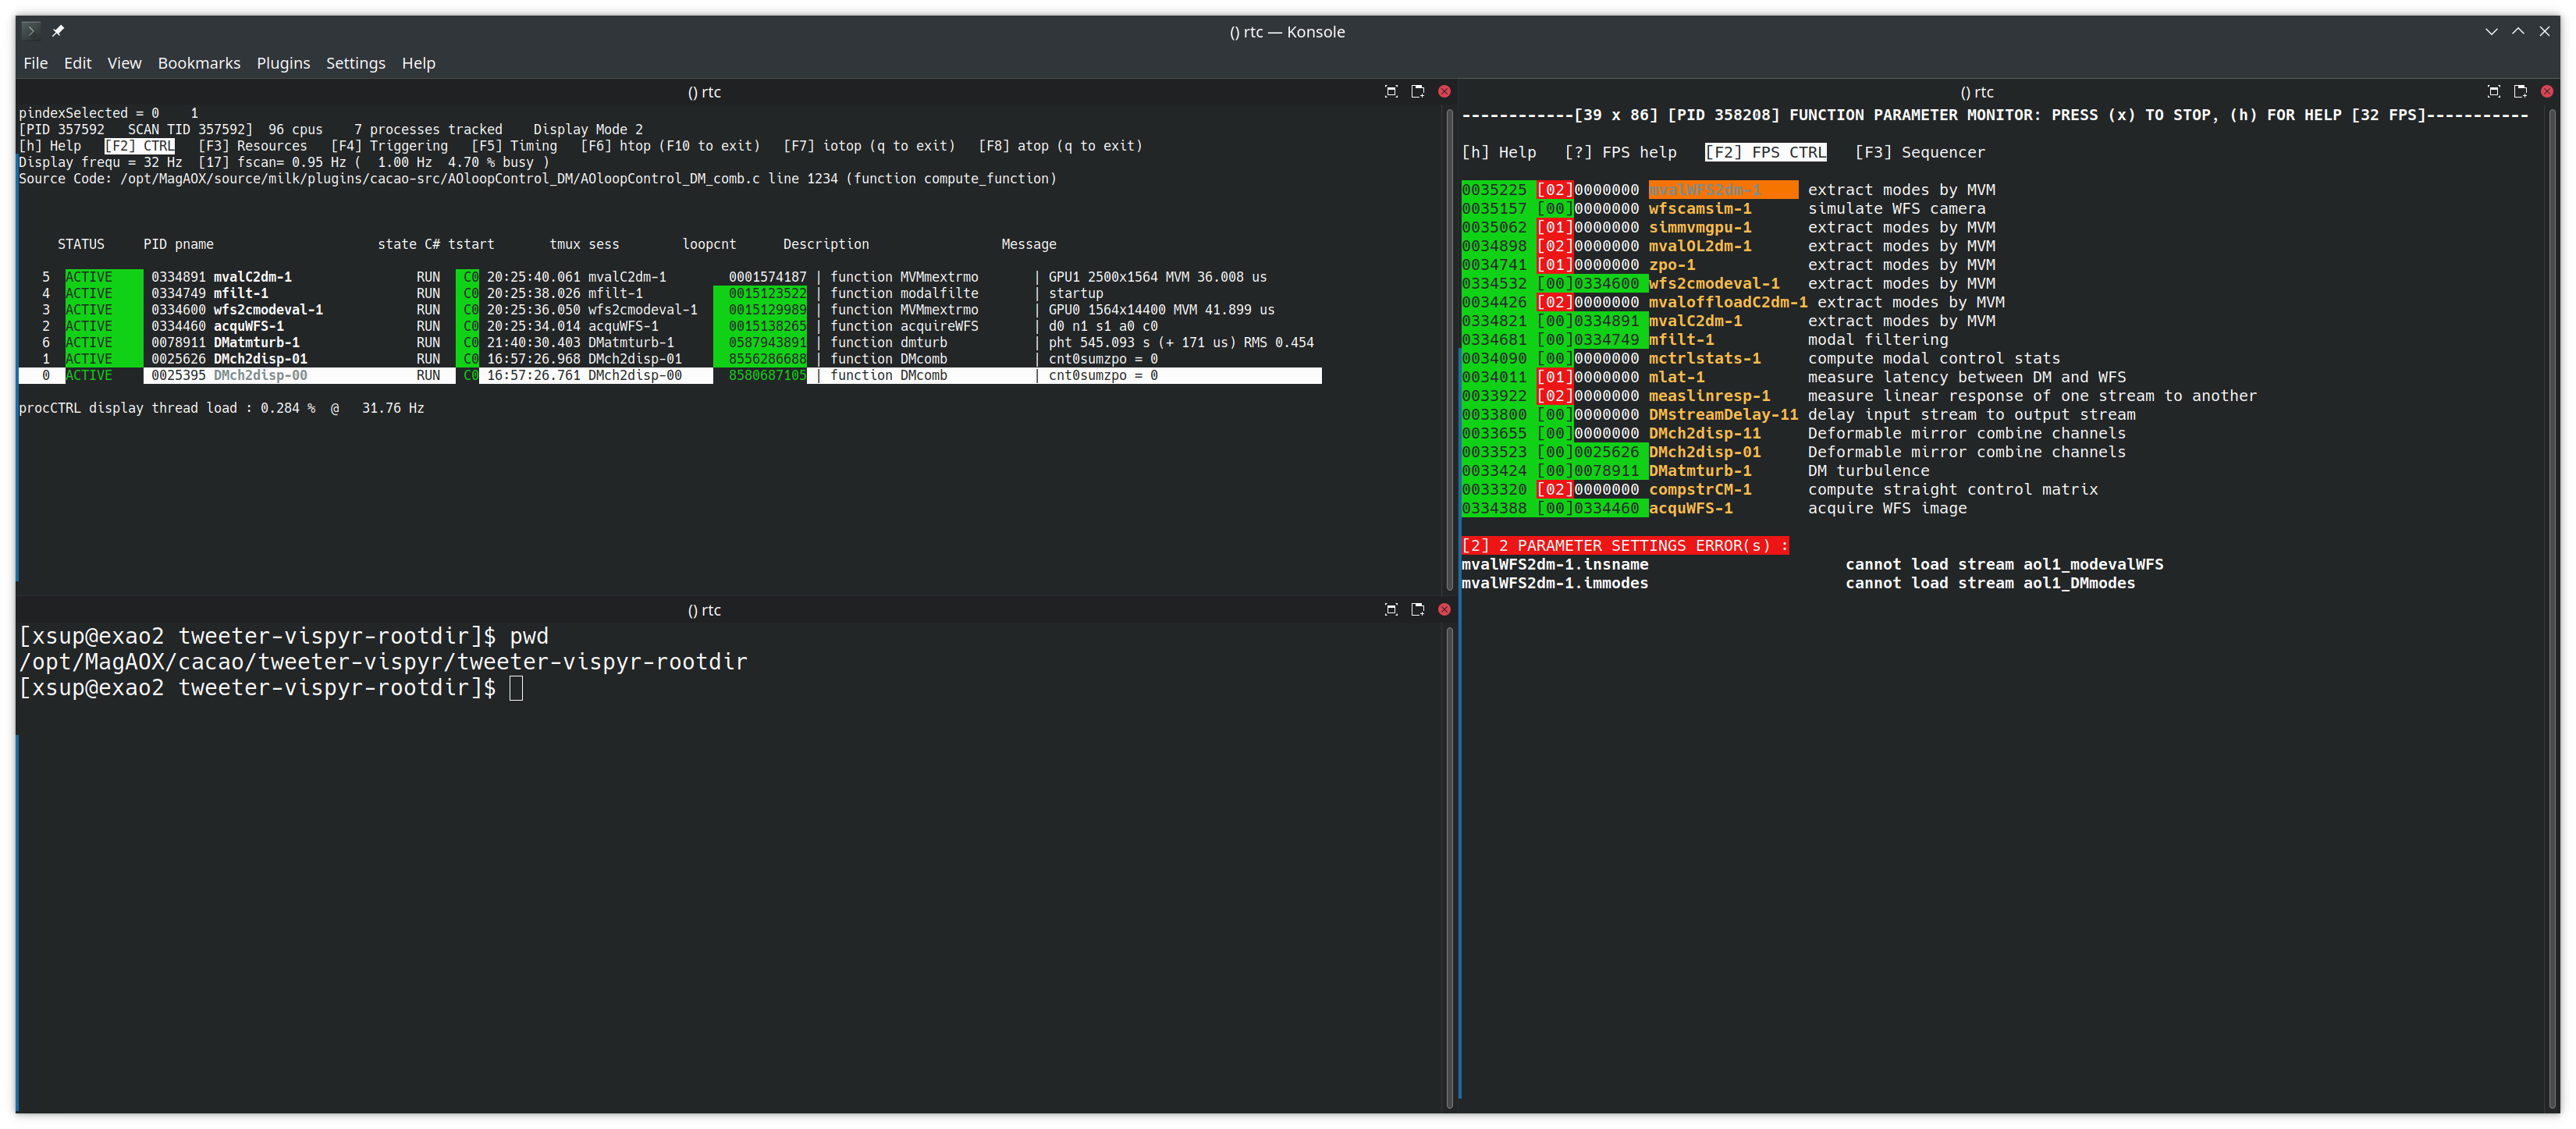 () rtc — Konsole
File Edit View Bookmarks Plugins Settings Help
() rtc
pindexSelected = 0 1
[PID 357592 SCAN TID 357592] 96 cpus 7 processes tracked Display Mode 2
[h] Help [F2] CTRL [F3] Resources [F4] Triggering [F5] Timing [F6] htop (F10 to exit) [F7] iotop (q to exit) [F8] atop (q to exit)
Display frequ = 32 Hz [17] fscan= 0.95 Hz ( 1.00 Hz 4.70 % busy )
Source Code: /opt/MagAOX/source/milk/plugins/cacao-src/AOloopControl_DM/AOloopControl_DM_comb.c line 1234 (function compute_function)
STATUS PID pname state C# tstart tmux sess loopcnt Description Message
5 ACTIVE 0334891 mvalC2dm-1 RUN C0 20:25:40.061 mvalC2dm-1 0001574187 | function MVMmextrmo | GPU1 2500x1564 MVM 36.008 us
4 ACTIVE 0334749 mfilt-1 RUN C0 20:25:38.026 mfilt-1 0015123522 | function modalfilte | startup
3 ACTIVE 0334600 wfs2cmodeval-1 RUN C0 20:25:36.050 wfs2cmodeval-1 0015129989 | function MVMmextrmo | GPU0 1564x14400 MVM 41.899 us
2 ACTIVE 0334460 acquWFS-1 RUN C0 20:25:34.014 acquWFS-1 0015138265 | function acquireWFS | d0 n1 s1 a0 c0
6 ACTIVE 0078911 DMatmturb-1 RUN C0 21:40:30.403 DMatmturb-1 0587943891 | function dmturb | pht 545.093 s (+ 171 us) RMS 0.454
1 ACTIVE 0025626 DMch2disp-01 RUN C0 16:57:26.968 DMch2disp-01 8556286688 | function DMcomb | cnt0sumzpo = 0
0 ACTIVE 0025395 DMch2disp-00 RUN C0 16:57:26.761 DMch2disp-00 8580687105 | function DMcomb | cnt0sumzpo = 0
procCTRL display thread load : 0.284 % @ 31.76 Hz
() rtc
[xsup@exao2 tweeter-vispyr-rootdir]$ pwd
/opt/MagAOX/cacao/tweeter-vispyr/tweeter-vispyr-rootdir
[xsup@exao2 tweeter-vispyr-rootdir]$
() rtc
------------[39 x 86] [PID 358208] FUNCTION PARAMETER MONITOR: PRESS (x) TO STOP, (h) FOR HELP [32 FPS]-----------
[h] Help [?] FPS help [F2] FPS CTRL [F3] Sequencer
0035225 [02]0000000 mvalWFS2dm-1 extract modes by MVM
0035157 [00]0000000 wfscamsim-1 simulate WFS camera
0035062 [01]0000000 simmvmgpu-1 extract modes by MVM
0034898 [02]0000000 mvalOL2dm-1 extract modes by MVM
0034741 [01]0000000 zpo-1 extract modes by MVM
0034532 [00]0334600 wfs2cmodeval-1 extract modes by MVM
0034426 [02]0000000 mvaloffloadC2dm-1 extract modes by MVM
0034821 [00]0334891 mvalC2dm-1 extract modes by MVM
0034681 [00]0334749 mfilt-1 modal filtering
0034090 [00]0000000 mctrlstats-1 compute modal control stats
0034011 [01]0000000 mlat-1 measure latency between DM and WFS
0033922 [02]0000000 measlinresp-1 measure linear response of one stream to another
0033800 [00]0000000 DMstreamDelay-11 delay input stream to output stream
0033655 [00]0000000 DMch2disp-11 Deformable mirror combine channels
0033523 [00]0025626 DMch2disp-01 Deformable mirror combine channels
0033424 [00]0078911 DMatmturb-1 DM turbulence
0033320 [02]0000000 compstrCM-1 compute straight control matrix
0334388 [00]0334460 acquWFS-1 acquire WFS image
[2] 2 PARAMETER SETTINGS ERROR(s) :
mvalWFS2dm-1.insname cannot load stream aol1_modevalWFS
mvalWFS2dm-1.immodes cannot load stream aol1_DMmodes